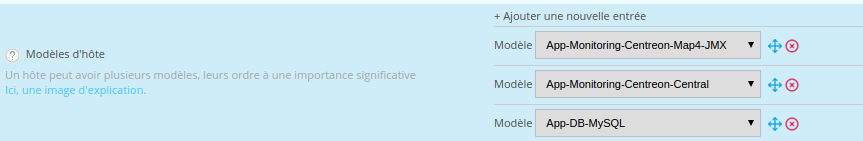 + Ajouter une nouvelle entrée
Modèles d'hôte
Un hôte peut avoir plusieurs modèles, leurs ordre à une importance significative
Ici, une image d'explication.
Modèle App-Monitoring-Centreon-Map4-JMX
Modèle App-Monitoring-Centreon-Central
Modèle App-DB-MySQL